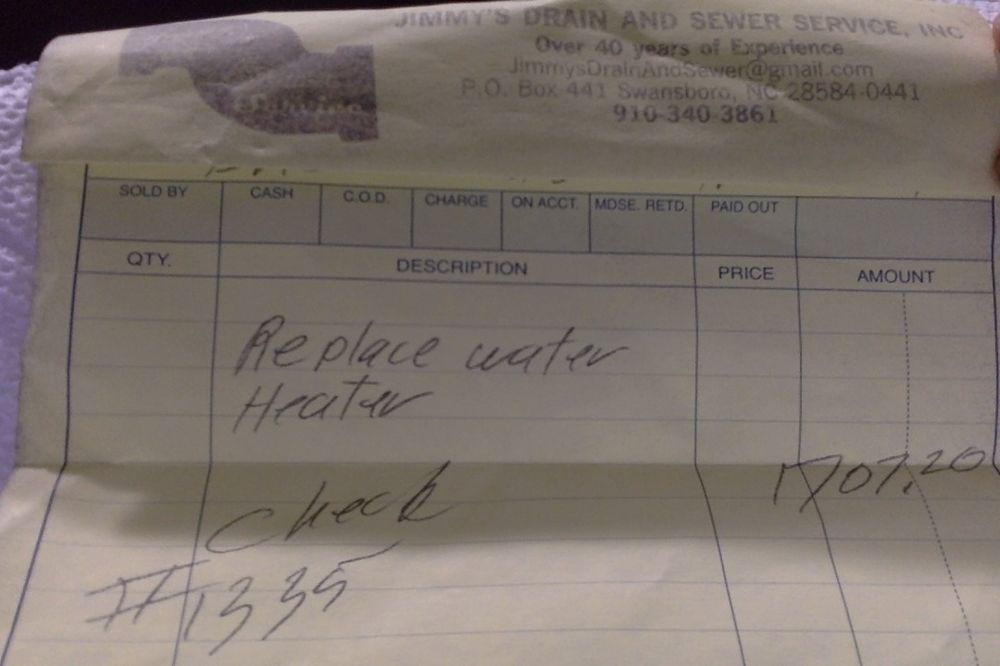 JIMMY'S DRAIN AND SEWER SERVICE, INC
Over 40 years of Experience
JimmysDrainAndSewer@gmail.com
P.O. Box 441 Swansboro, NC 28584-0441
910-340-3861
SOLD BY CASH C.O.D. CHARGE ON ACCT. MDSE. RETD. PAID OUT
QTY. DESCRIPTION PRICE AMOUNT
Replace water
Heater
1707.20
Check
#1335